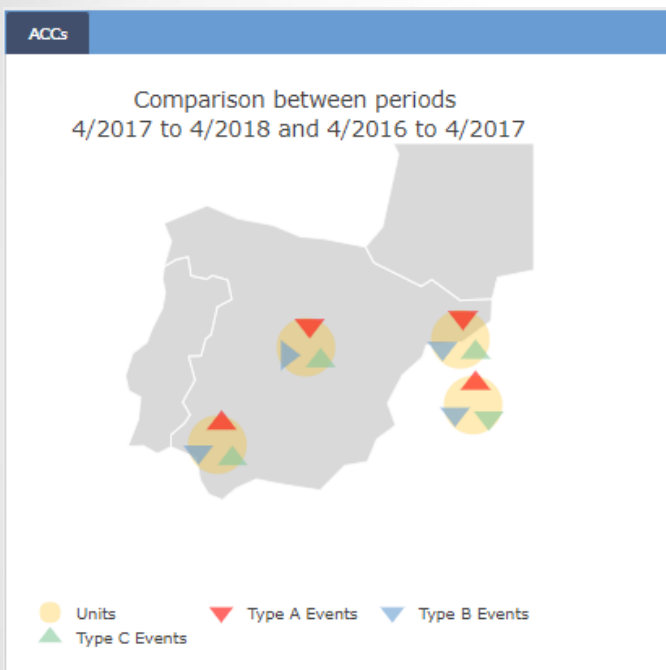 ACCs
Comparison between periods
4/2017 to 4/2018 and 4/2016 to 4/2017
Units
Type A Events
Type B Events
Type C Events